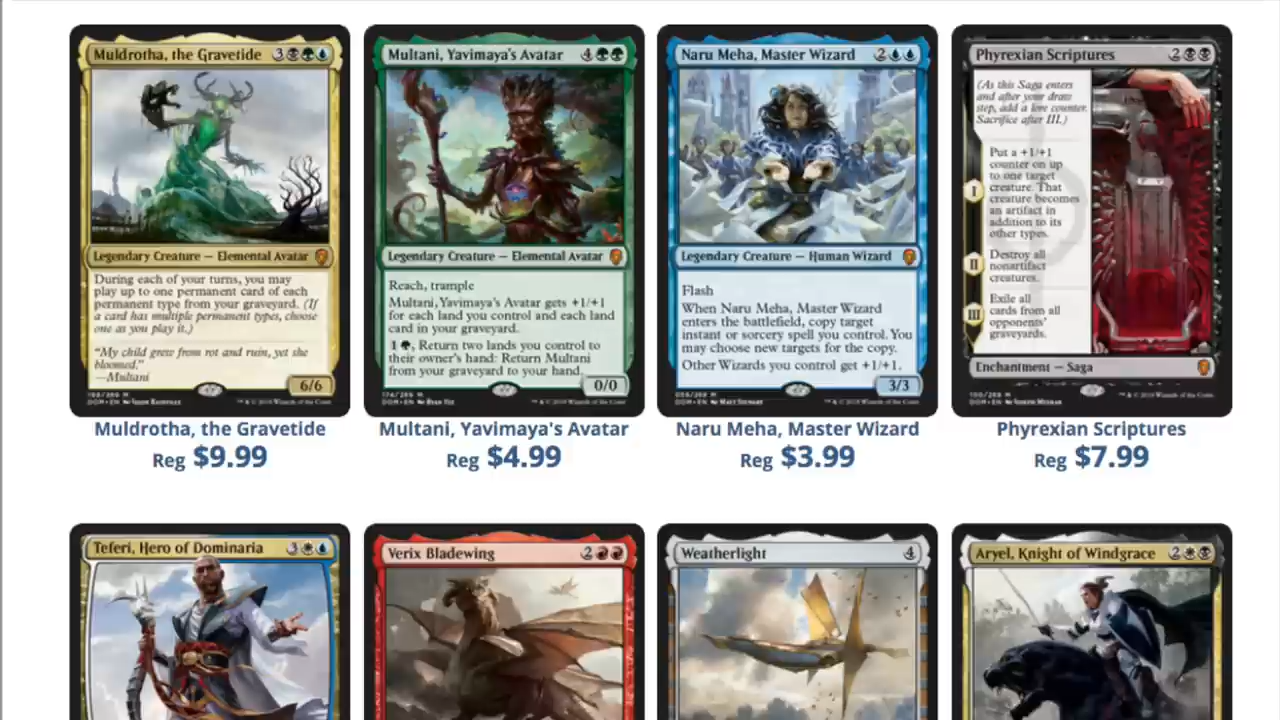 Muldrotha, the Gravetide 3
Legendary Creature — Elemental Avatar
During each of your turns, you may
play up to one permanent card of each
permanent type from your graveyard. (If
a card has multiple permanent types, choose
one as you play it.)
"My child grew from rot and ruin, yet she
bloomed."
—Multani
6/6
Multani, Yavimaya's Avatar 4
Legendary Creature — Elemental Avatar
Reach, trample
Multani, Yavimaya's Avatar gets +1/+1
for each land you control and each land
card in your graveyard.
1, Return two lands you control to
their owner's hand: Return Multani
from your graveyard to your hand.
0/0
Naru Meha, Master Wizard 2
Legendary Creature — Human Wizard
Flash
When Naru Meha, Master Wizard
enters the battlefield, copy target
instant or sorcery spell you control. You
may choose new targets for the copy.
Other Wizards you control get +1/+1.
3/3
Phyrexian Scriptures 2
(As this Saga enters
and after your draw
step, add a lore counter.
Sacrifice after III.)
I
Put a +1/+1
counter on up
to one target
creature. That
creature becomes
an artifact in
addition to its
other types.
II
Destroy all
nonartifact
creatures.
III
Exile all
cards from all
opponents'
graveyards.
Enchantment — Saga
Muldrotha, the Gravetide
Reg $9.99
Multani, Yavimaya's Avatar
Reg $4.99
Naru Meha, Master Wizard
Reg $3.99
Phyrexian Scriptures
Reg $7.99
Teferi, Hero of Dominaria 3
Verix Bladewing 2
Weatherlight 4
Aryel, Knight of Windgrace 2